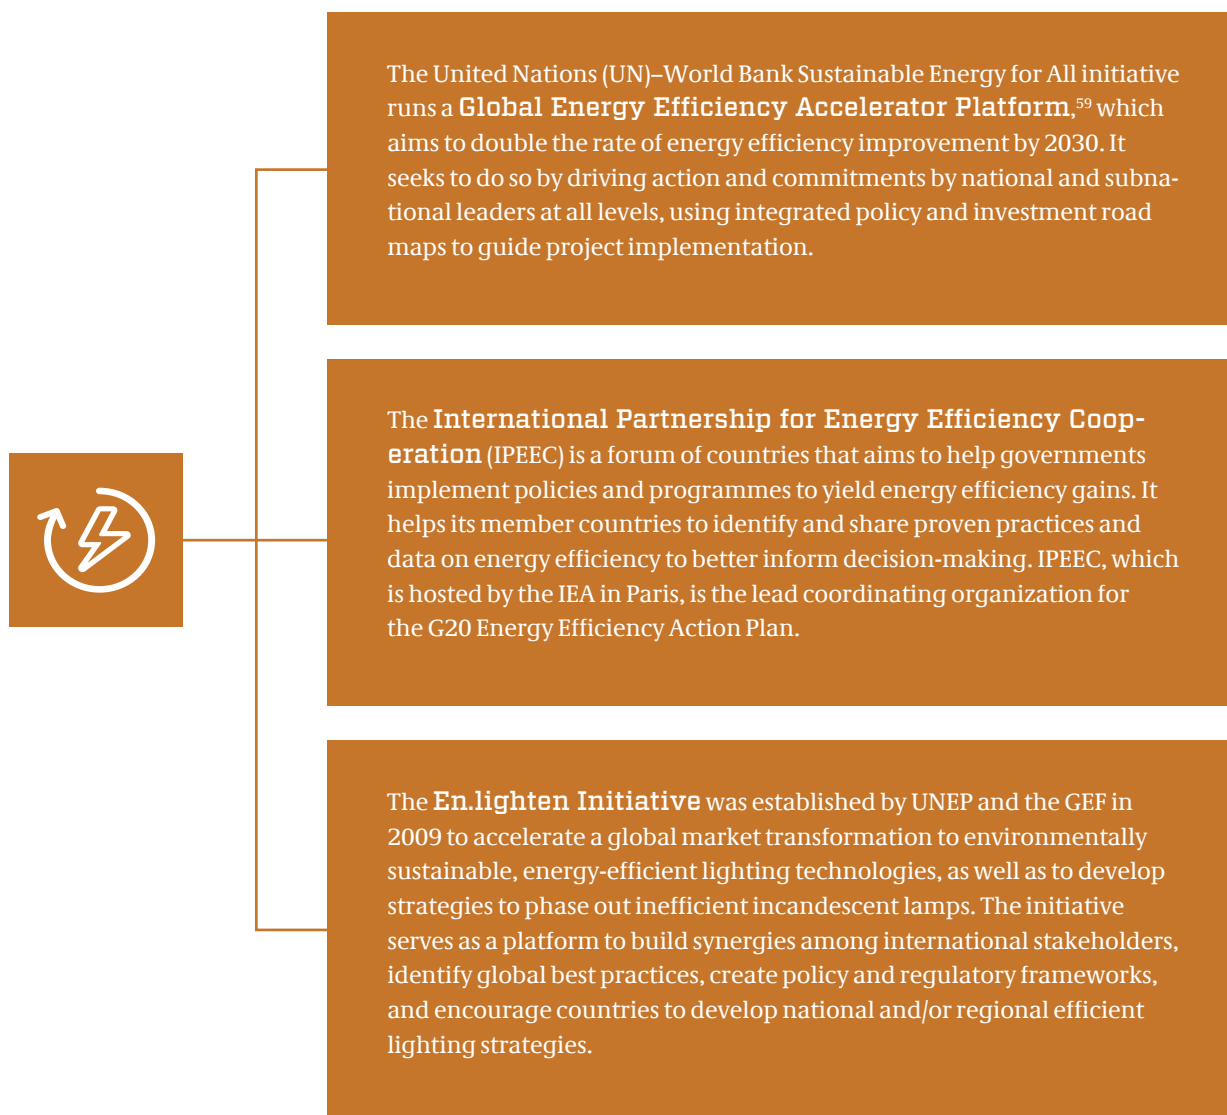 The United Nations (UN)–World Bank Sustainable Energy for All initiative
runs a Global Energy Efficiency Accelerator Platform,⁵⁹ which
aims to double the rate of energy efficiency improvement by 2030. It
seeks to do so by driving action and commitments by national and subna-
tional leaders at all levels, using integrated policy and investment road
maps to guide project implementation.
The International Partnership for Energy Efficiency Coop-
eration (IPEEC) is a forum of countries that aims to help governments
implement policies and programmes to yield energy efficiency gains. It
helps its member countries to identify and share proven practices and
data on energy efficiency to better inform decision-making. IPEEC, which
is hosted by the IEA in Paris, is the lead coordinating organization for
the G20 Energy Efficiency Action Plan.
The En.lighten Initiative was established by UNEP and the GEF in
2009 to accelerate a global market transformation to environmentally
sustainable, energy-efficient lighting technologies, as well as to develop
strategies to phase out inefficient incandescent lamps. The initiative
serves as a platform to build synergies among international stakeholders,
identify global best practices, create policy and regulatory frameworks,
and encourage countries to develop national and/or regional efficient
lighting strategies.